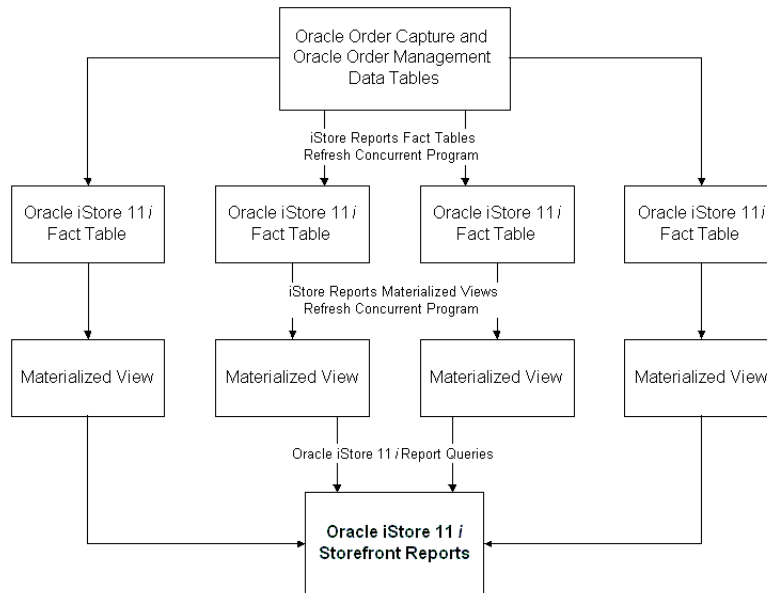 Oracle Order Capture and
Oracle Order Management
Data Tables
iStore Reports Fact Tables
Refresh Concurrent Program
Oracle iStore 11i
Fact Table
Oracle iStore 11i
Fact Table
Oracle iStore 11i
Fact Table
Oracle iStore 11i
Fact Table
iStore Reports Materialized Views
Refresh Concurrent Program
Materialized View
Materialized View
Materialized View
Materialized View
Oracle iStore 11i Report Queries
Oracle iStore 11i
Storefront Reports